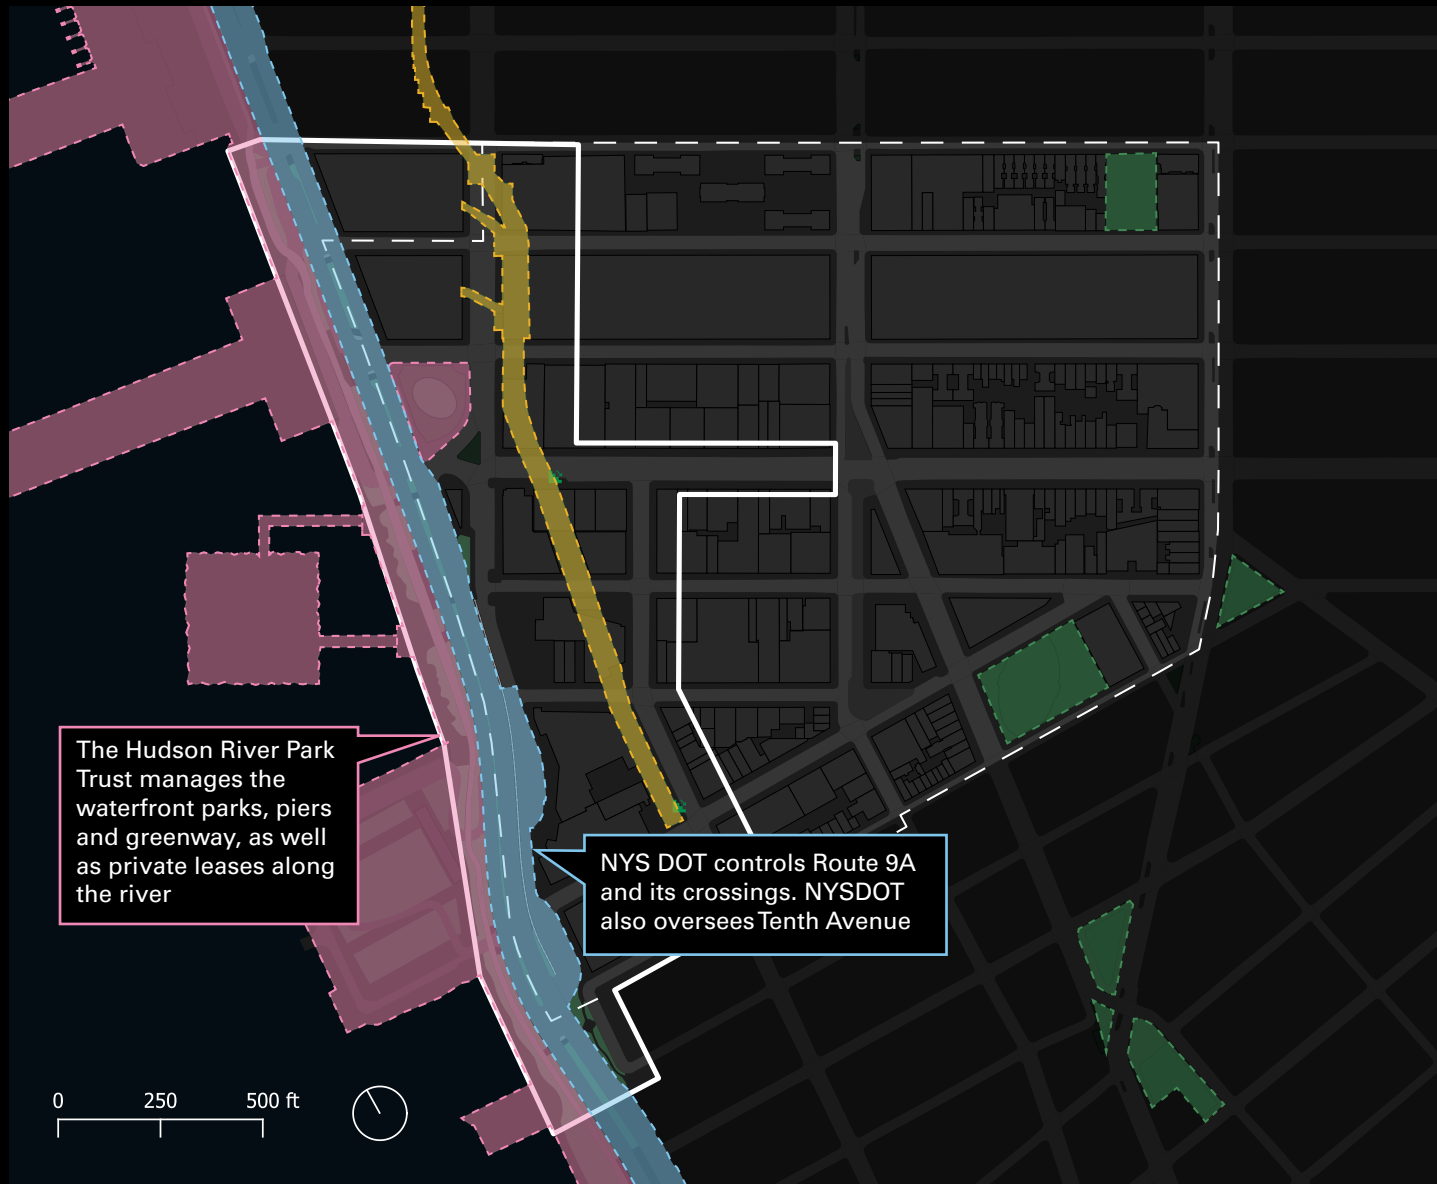 The Hudson River Park
Trust manages the
waterfront parks, piers
and greenway, as well
as private leases along
the river
NYS DOT controls Route 9A
and its crossings. NYSDOT
also oversees Tenth Avenue
0 250 500 ft